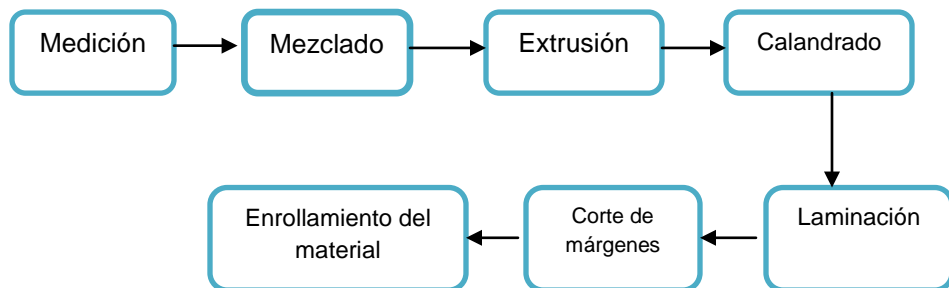 Medición
Mezclado
Extrusión
Calandrado
Laminación
Corte de
márgenes
Enrollamiento del
material